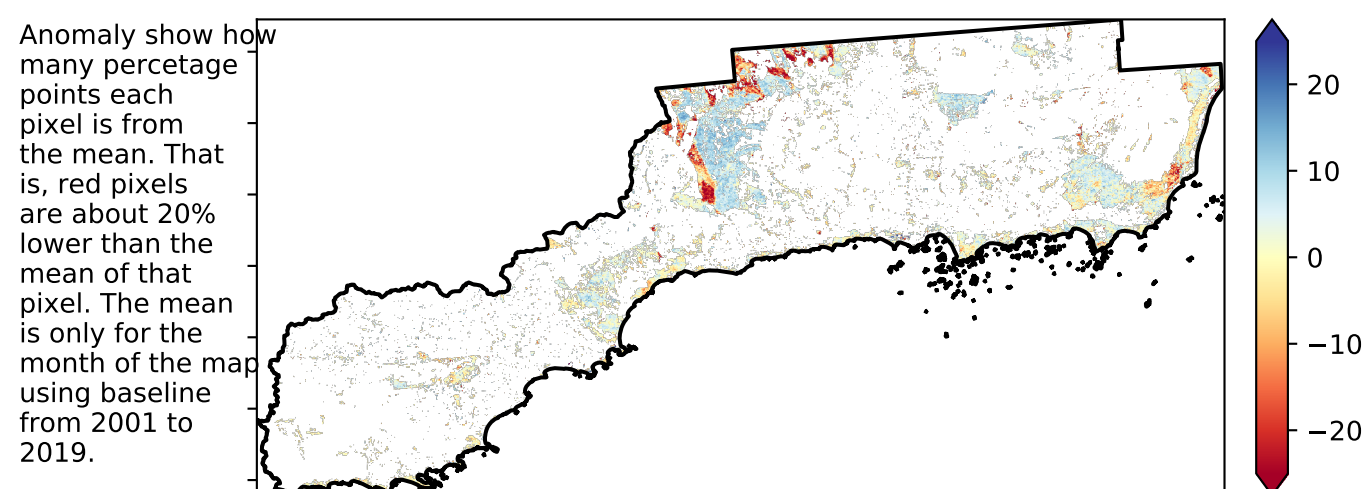 Anomaly show how
many percetage
points each
pixel is from
the mean. That
is, red pixels
are about 20%
lower than the
mean of that
pixel. The mean
is only for the
month of the map
using baseline
from 2001 to
2019.
20
10
0
−10
−20